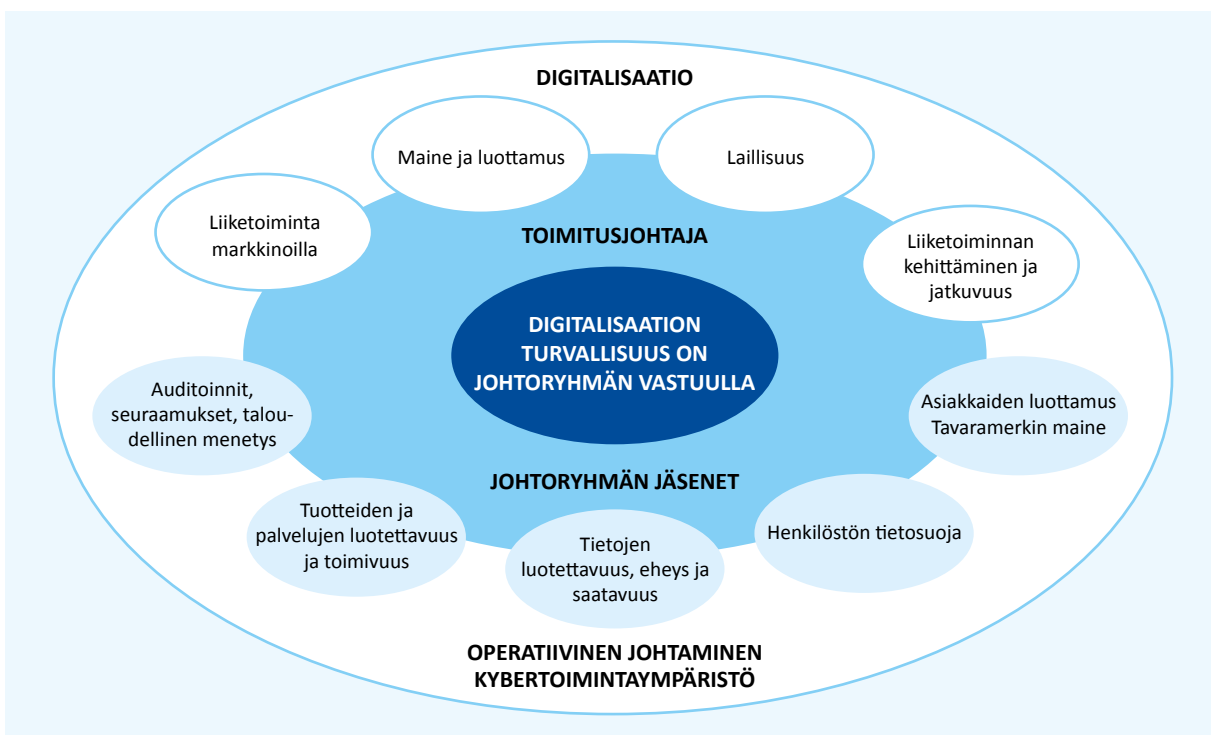 DIGITALISAATIO
Maine ja luottamus
Laillisuus
Liiketoiminta
markkinoilla
TOIMITUSJOHTAJA
Liiketoiminnan
kehittäminen ja
jatkuvuus
DIGITALISAATION
TURVALLISUUS ON
JOHTORYHMÄN VASTUULLA
Auditoinnit,
seuraamukset, talou-
dellinen menetys
Asiakkaiden luottamus
Tavaramerkin maine
JOHTORYHMÄN JÄSENET
Tuotteiden ja
palvelujen luotettavuus
ja toimivuus
Tietojen
luotettavuus, eheys ja
saatavuus
Henkilöstön tietosuoja
OPERATIIVINEN JOHTAMINEN
KYBERTOIMINTAYMPÄRISTÖ